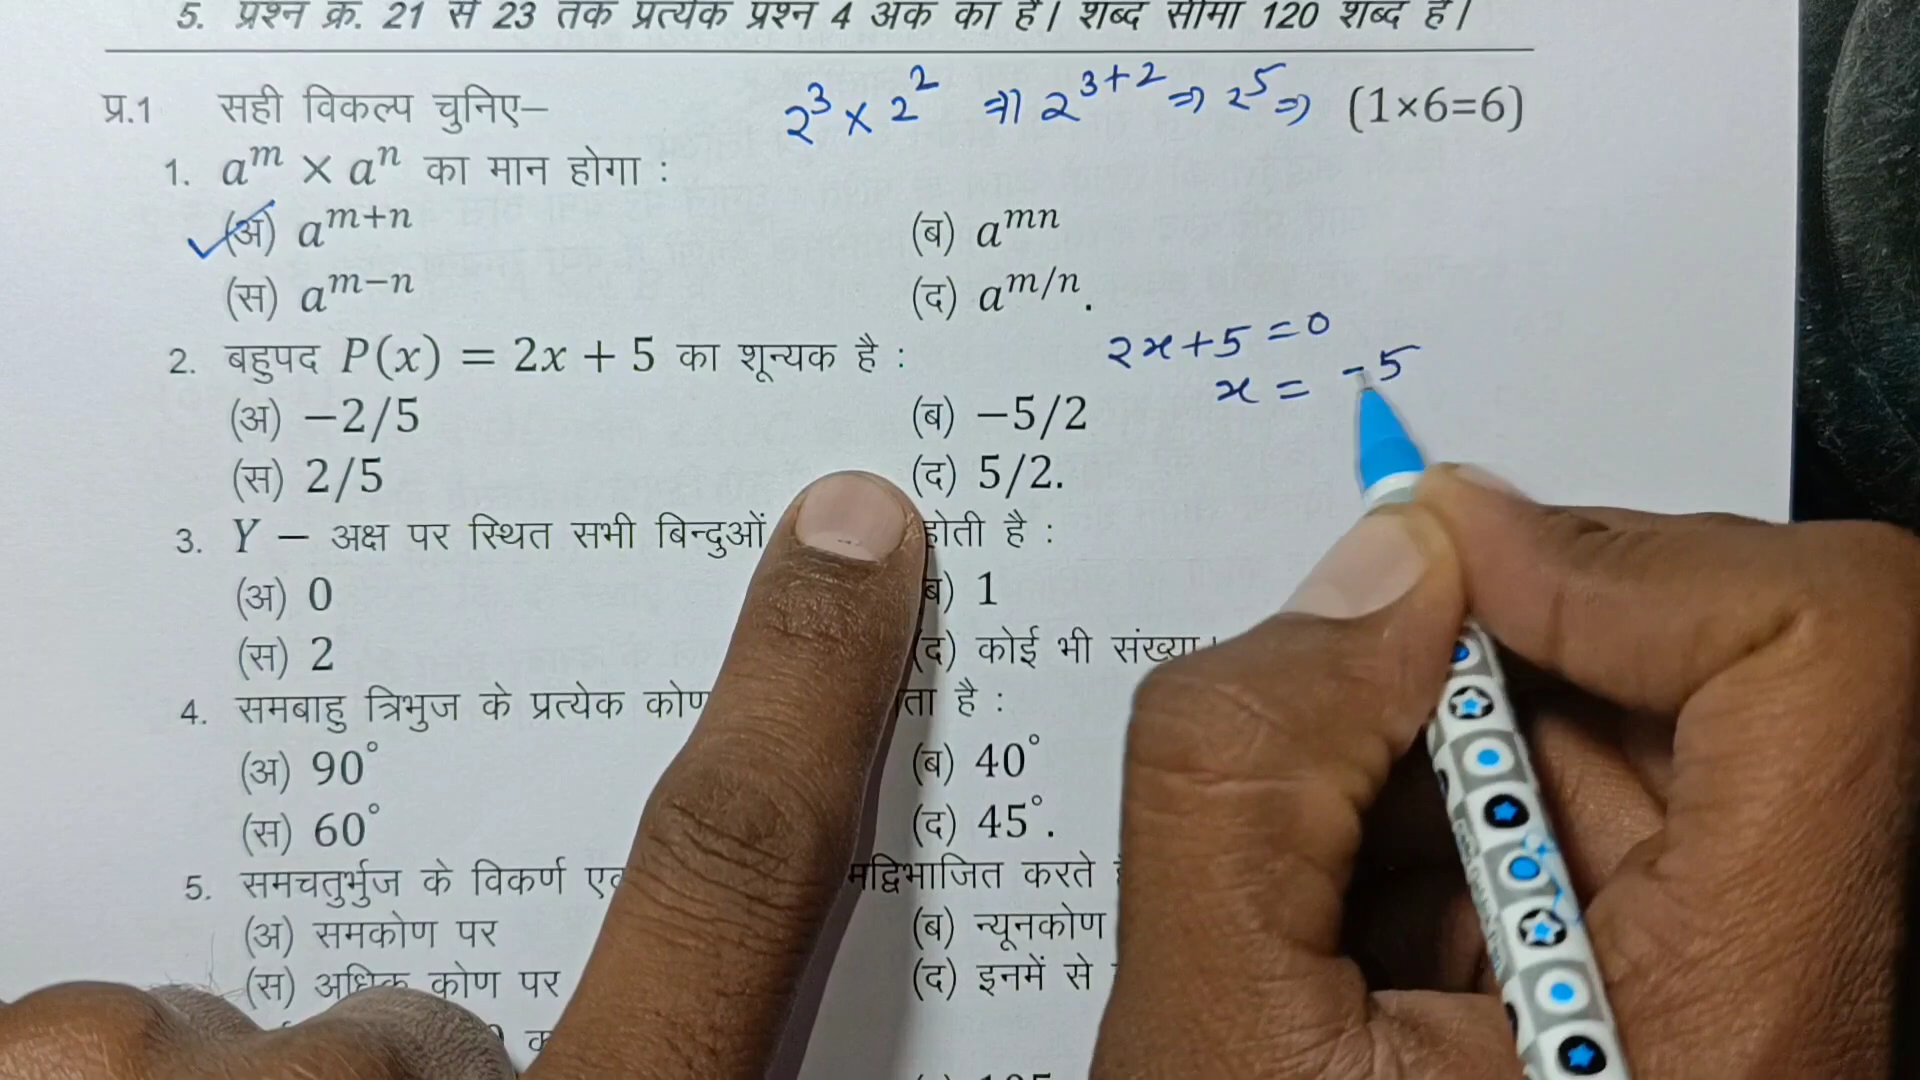 5. प्रश्न क्र. 21 से 23 तक प्रत्येक प्रश्न 4 अंक का है। शब्द सीमा 120 शब्द है।
प्र.1 सही विकल्प चुनिए– 2³ × 2² ⇒ 2³⁺² ⇒ 2⁵ ⇒ (1×6=6)
1. aᵐ × aⁿ का मान होगा :
(अ) aᵐ⁺ⁿ (ब) aᵐⁿ
(स) aᵐ⁻ⁿ (द) a^{m/n}.
2. बहुपद P(x) = 2x + 5 का शून्यक है : 2x+5=0
x = -5
(अ) −2/5 (ब) −5/2
(स) 2/5 (द) 5/2.
3. Y − अक्ष पर स्थित सभी बिन्दुओं होती है :
(अ) 0 (ब) 1
(स) 2 (द) कोई भी संख्या।
4. समबाहु त्रिभुज के प्रत्येक कोण है :
(अ) 90° (ब) 40°
(स) 60° (द) 45°.
5. समचतुर्भुज के विकर्ण करते
(अ) समकोण पर (ब) न्यूनकोण
(स) अधिक कोण पर (द) इनमें से